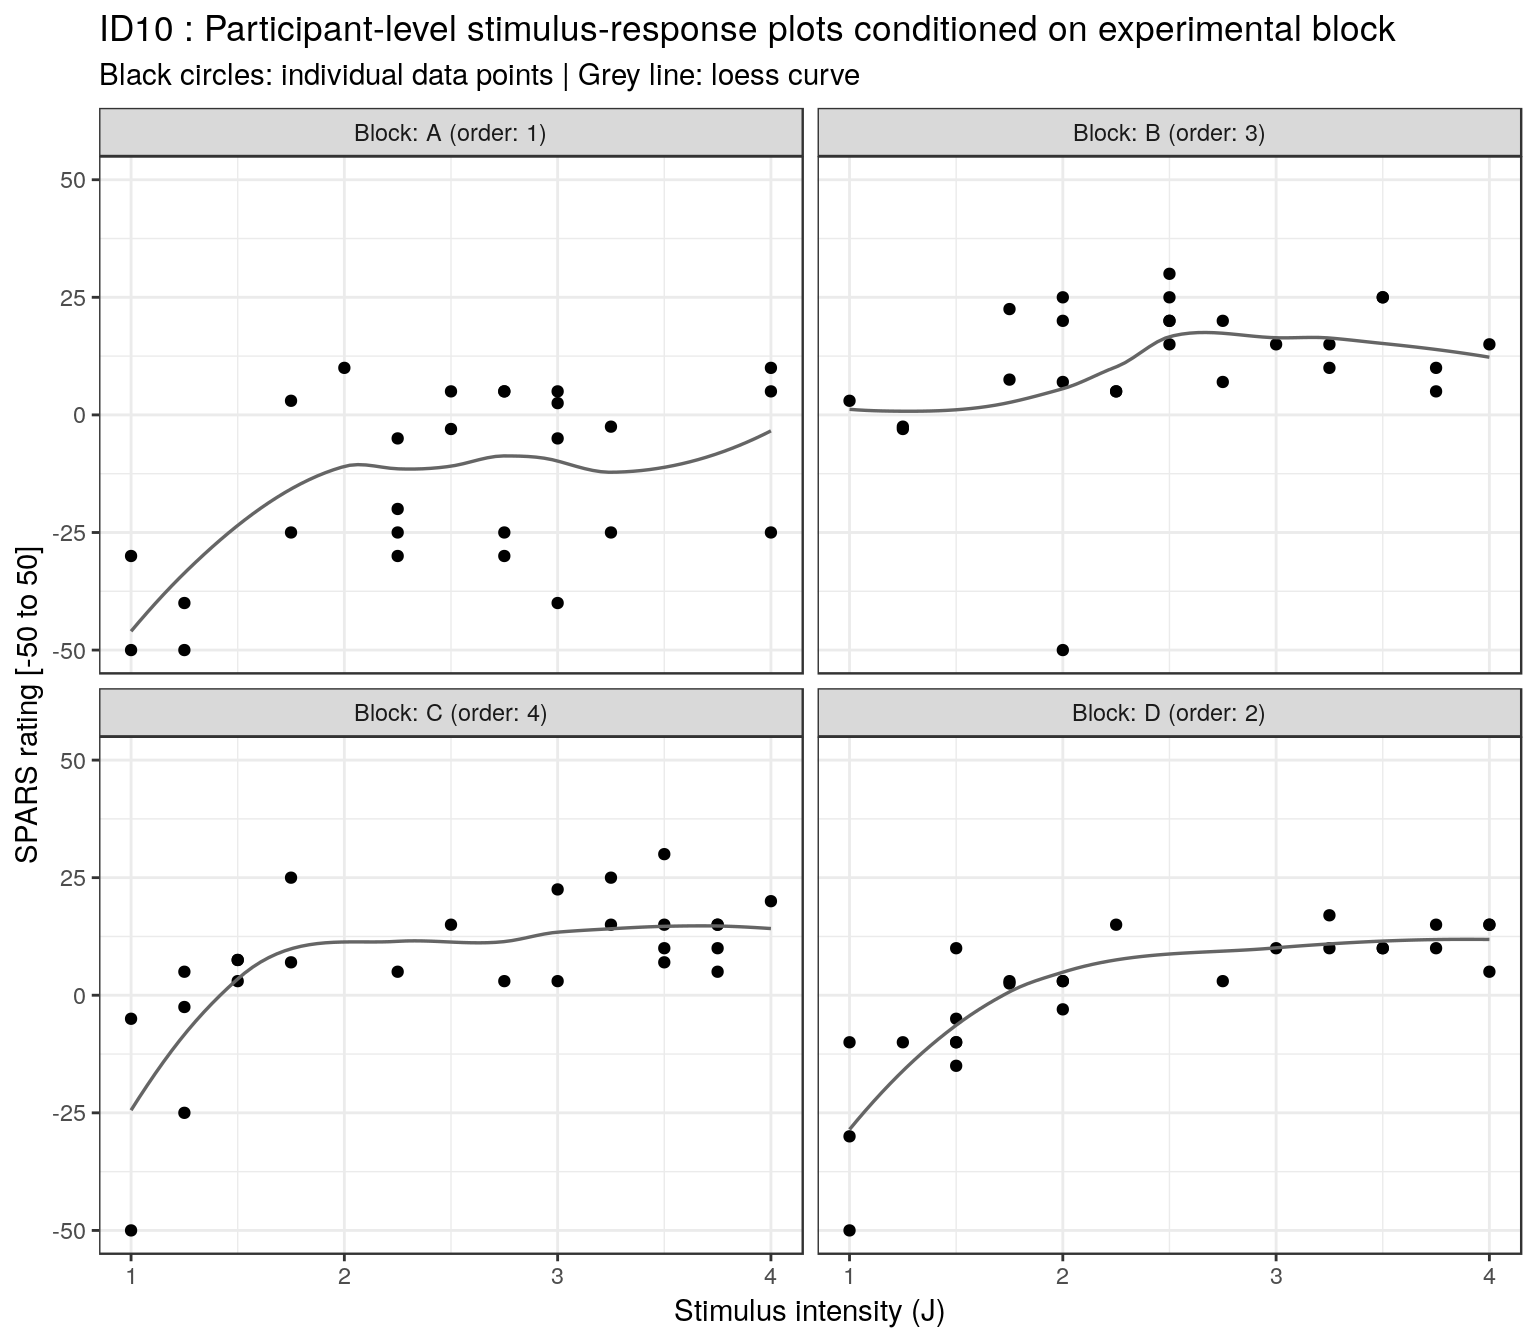 ID10 : Participant-level stimulus-response plots conditioned on experimental block
Black circles: individual data points | Grey line: loess curve
Block: A (order: 1)
Block: B (order: 3)
50
25
0
-25
-50
Block: C (order: 4)
Block: D (order: 2)
50
25
0
-25
-50
1 2 3 4
1 2 3 4
SPARS rating [-50 to 50]
Stimulus intensity (J)